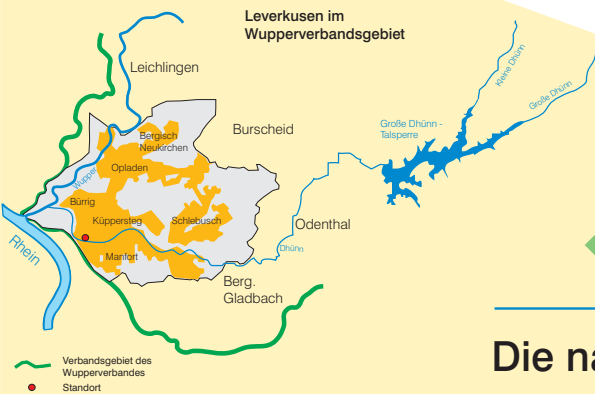 Leverkusen im
Wupperverbandsgebiet
Leichlingen
Kleine Dhünn
Große Dhünn
Burscheid
Große Dhünn -
Talsperre
Bergisch
Neukirchen
Opladen
Wupper
Bürrig
Küppersteg
Schlebusch
Odenthal
Rhein
Dhünn
Manfort
Berg.
Gladbach
Die na
Verbandsgebiet des
Wupperverbandes
Standort